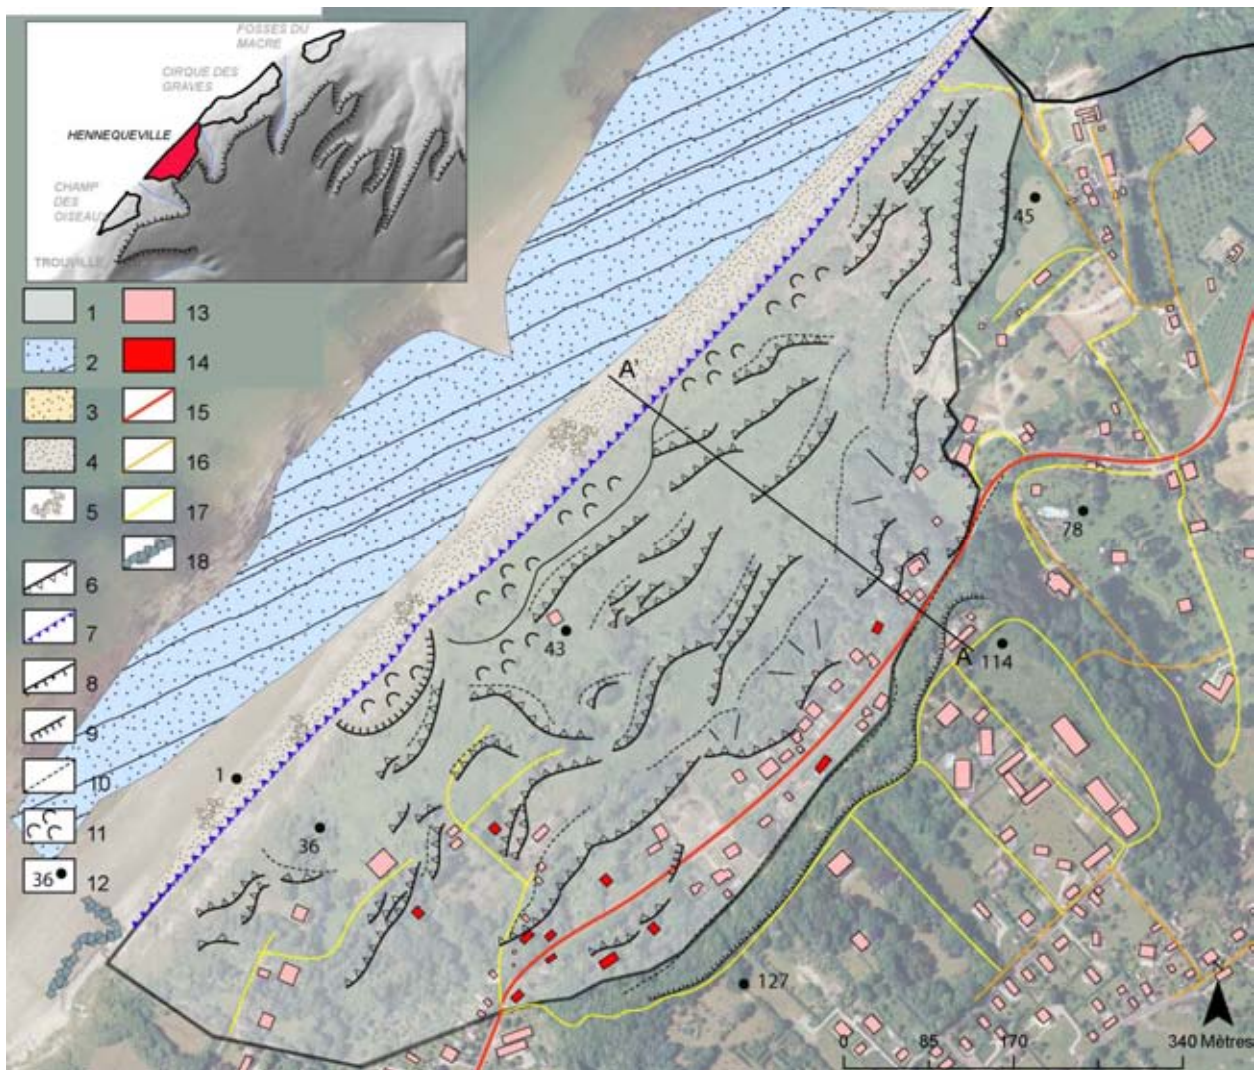 FOSSES DU
MACRE
CIRQUE DES
GRAVES
HENNEQUEVILLE
CHAMP
DES
OISEAUX
TROUVILLE
1
2
3
4
5
6
7
8
9
10
11
36
12
13
14
15
16
17
18
A'
A
45
78
43
114
1
36
127
0
85
170
340 Mètres